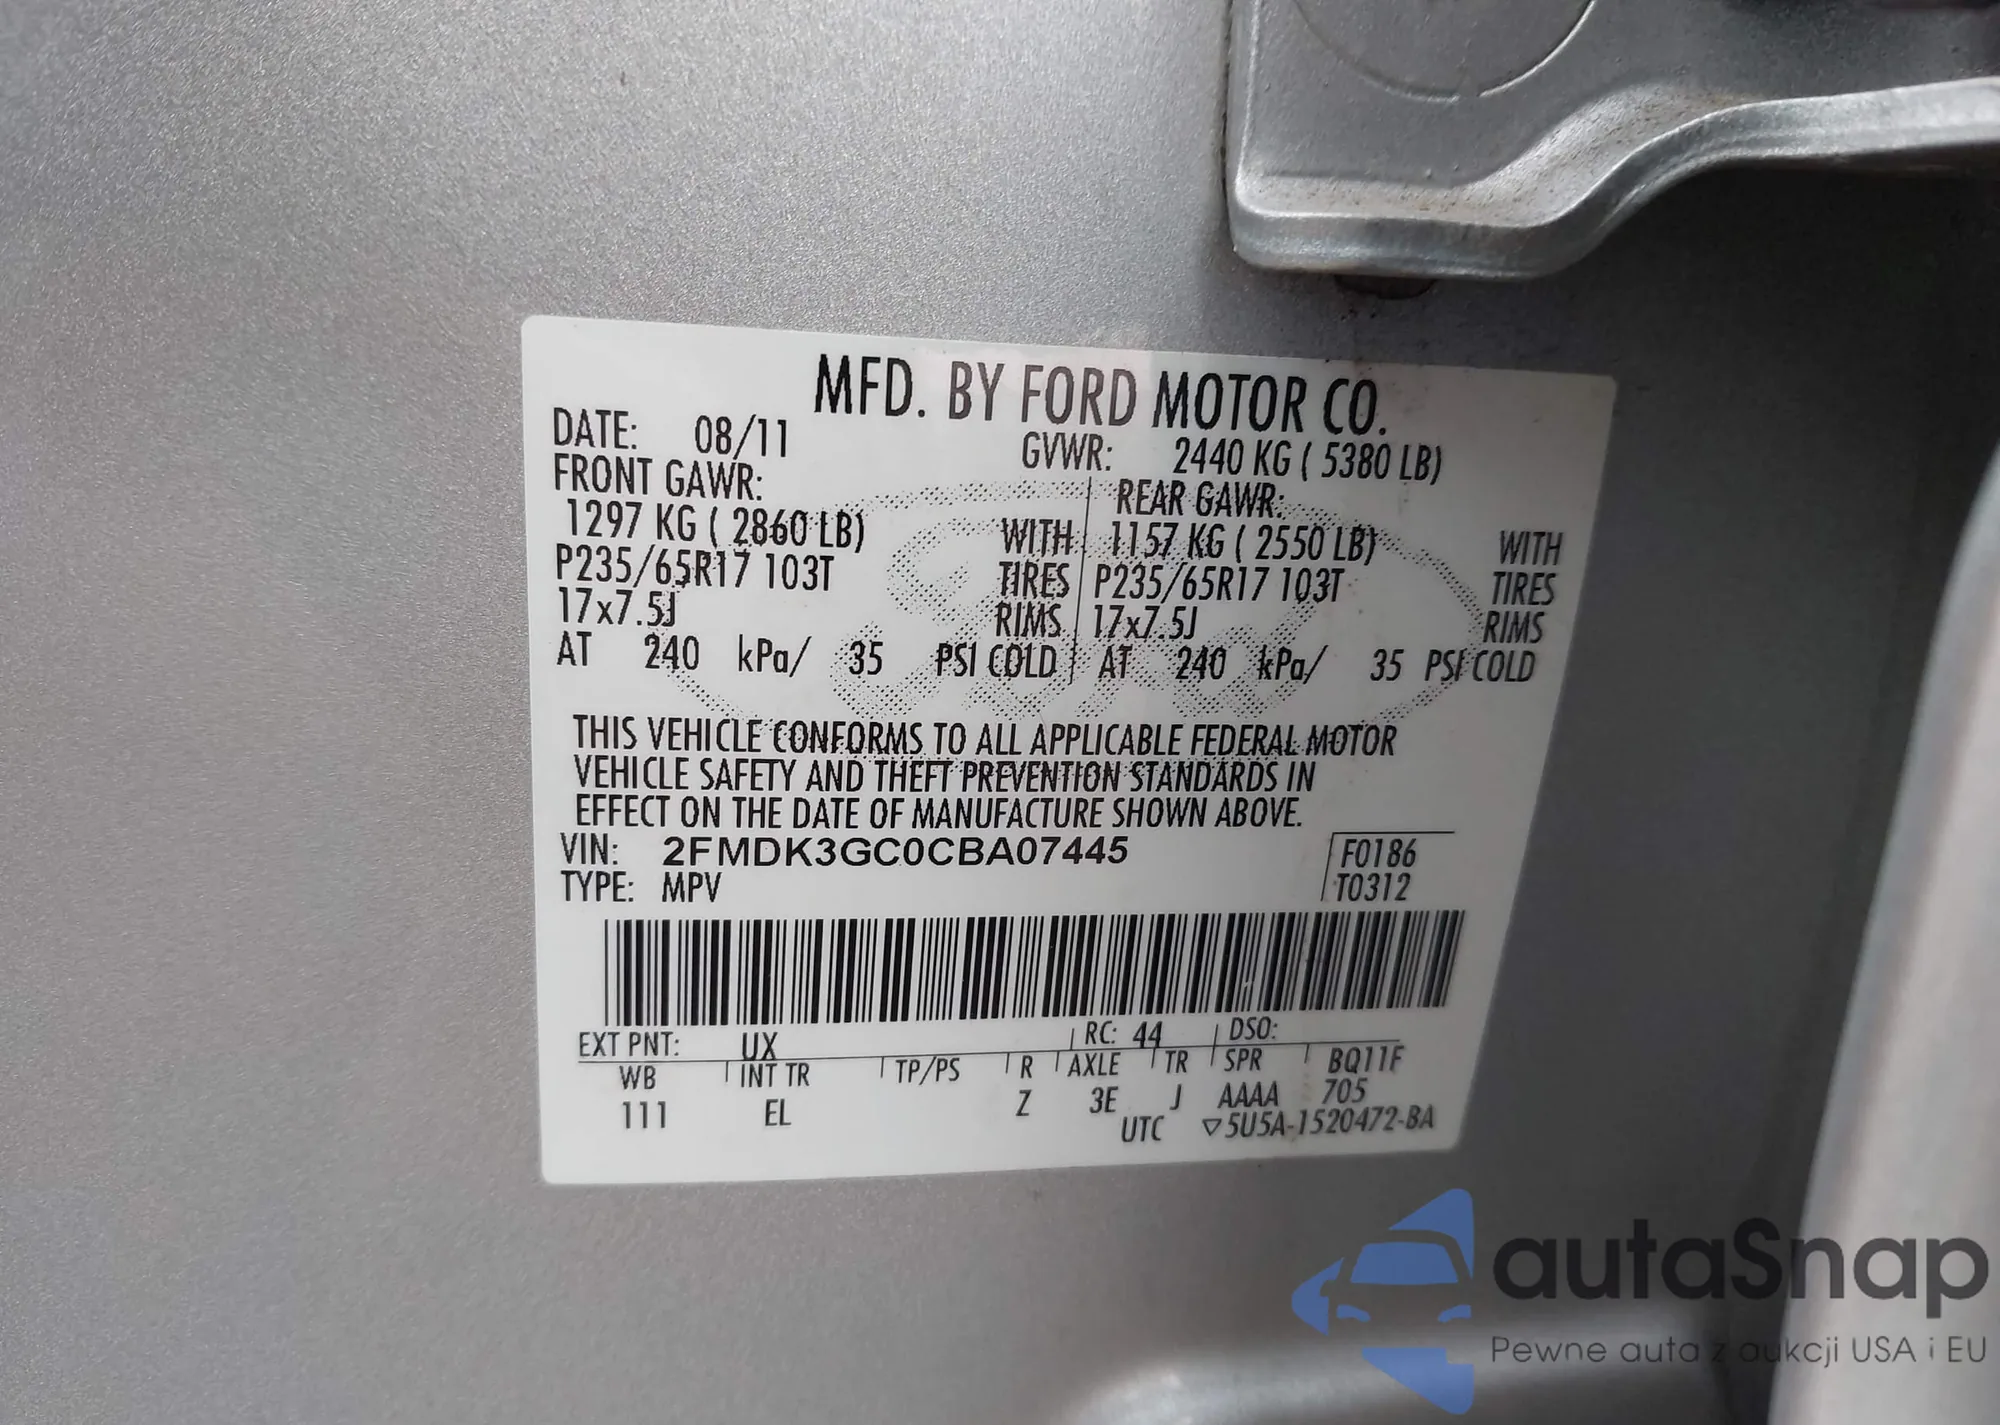 MFD. BY FORD MOTOR CO.
DATE: 08/11 GVWR: 2440 KG ( 5380 LB)
FRONT GAWR: REAR GAWR:
1297 KG ( 2860 LB) WITH 1157 KG ( 2550 LB) WITH
P235/65R17 103T TIRES P235/65R17 103T TIRES
17x7.5J RIMS 17x7.5J RIMS
AT 240 kPa/ 35 PSI COLD AT 240 kPa/ 35 PSI COLD
THIS VEHICLE CONFORMS TO ALL APPLICABLE FEDERAL MOTOR
VEHICLE SAFETY AND THEFT PREVENTION STANDARDS IN
EFFECT ON THE DATE OF MANUFACTURE SHOWN ABOVE.
VIN: 2FMDK3GC0CBA07445 F0186
TYPE: MPV T0312
EXT PNT: UX RC: 44 DSO:
WB INT TR TP/PS R AXLE TR SPR BQ11F
111 EL Z 3E J AAAA 705
UTC ▽5U5A-1520472-BA
Ford
autaSnap
Pewne auta z aukcji USA i EU